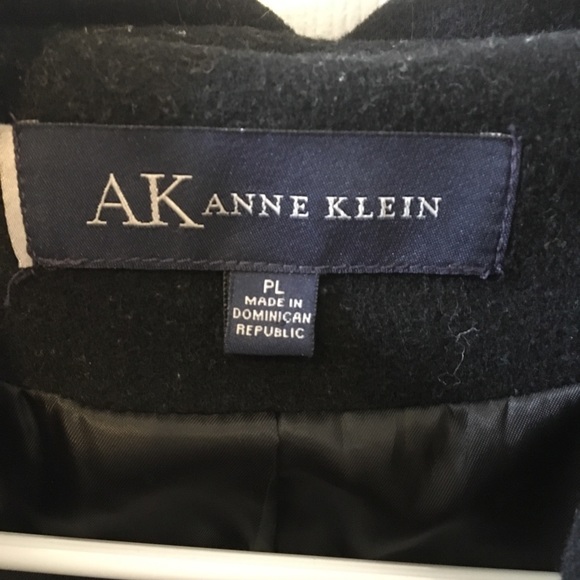 AK ANNE KLEIN
PL
MADE IN
DOMINICAN
REPUBLIC